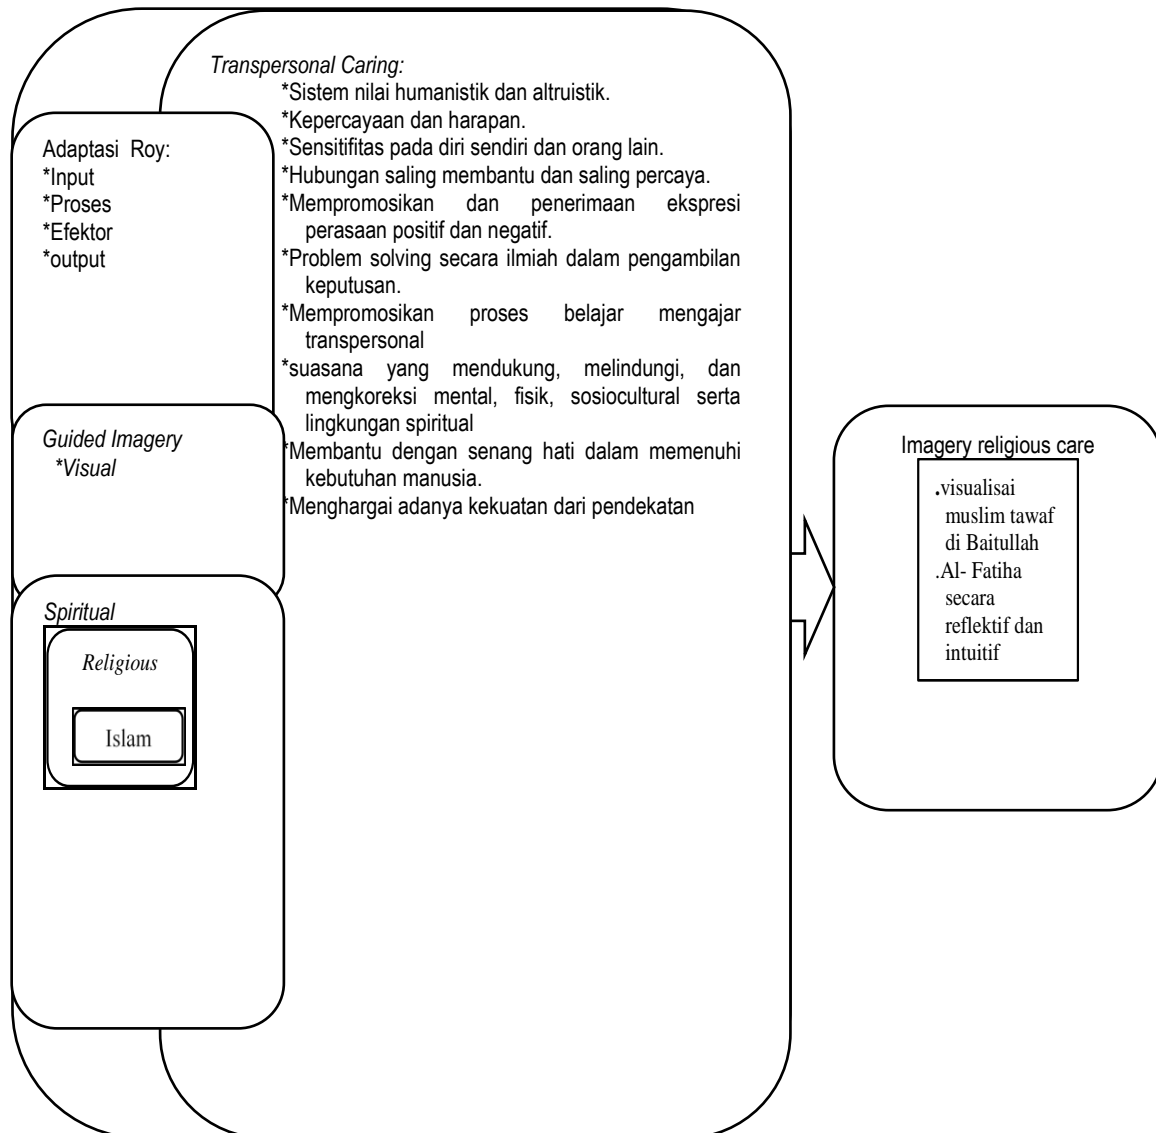 Transpersonal Caring:
*Sistem nilai humanistik dan altruistik.
*Kepercayaan dan harapan.
*Sensitifitas pada diri sendiri dan orang lain.
*Hubungan saling membantu dan saling percaya.
*Mempromosikan dan penerimaan ekspresi
perasaan positif dan negatif.
*Problem solving secara ilmiah dalam pengambilan
keputusan.
*Mempromosikan proses belajar mengajar
transpersonal
*suasana yang mendukung, melindungi, dan
mengkoreksi mental, fisik, sosiocultural serta
lingkungan spiritual
*Membantu dengan senang hati dalam memenuhi
kebutuhan manusia.
*Menghargai adanya kekuatan dari pendekatan
Adaptasi Roy:
*Input
*Proses
*Efektor
*output
Guided Imagery
*Visual
Spiritual
Religious
Islam
Imagery religious care
.visualisai
muslim tawaf
di Baitullah
.Al- Fatiha
secara
reflektif dan
intuitif